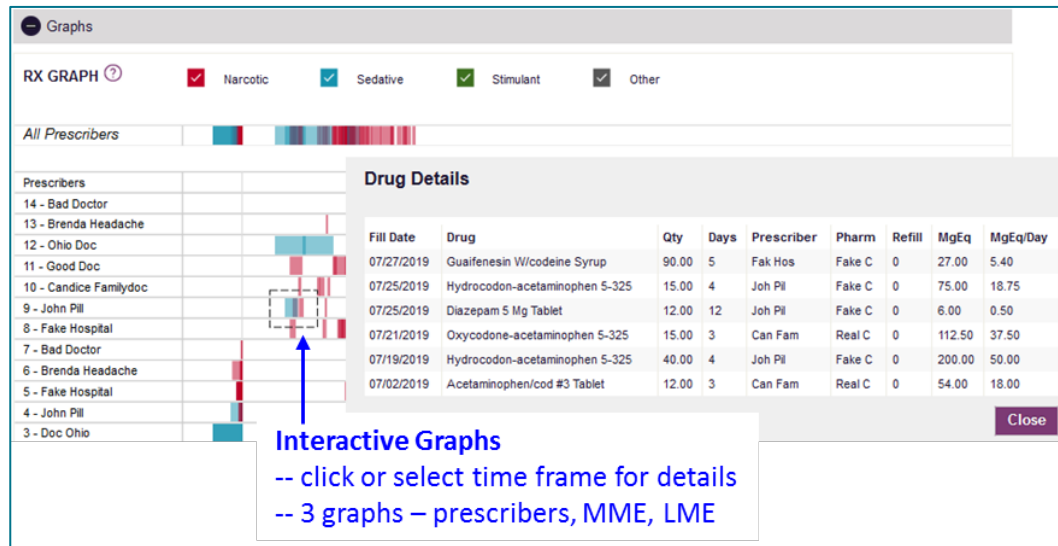 Graphs
RX GRAPH ?
Narcotic Sedative Stimulant Other
All Prescribers
Prescribers
14 - Bad Doctor
13 - Brenda Headache
12 - Ohio Doc
11 - Good Doc
10 - Candice Familydoc
9 - John Pill
8 - Fake Hospital
7 - Bad Doctor
6 - Brenda Headache
5 - Fake Hospital
4 - John Pill
3 - Doc Ohio
Drug Details
Fill Date Drug Qty Days Prescriber Pharm Refill MgEq MgEq/Day
07/27/2019 Guaifenesin W/codeine Syrup 90.00 5 Fak Hos Fake C 0 27.00 5.40
07/25/2019 Hydrocodon-acetaminophen 5-325 15.00 4 Joh Pil Fake C 0 75.00 18.75
07/25/2019 Diazepam 5 Mg Tablet 12.00 12 Joh Pil Fake C 0 6.00 0.50
07/21/2019 Oxycodone-acetaminophen 5-325 15.00 3 Can Fam Real C 0 112.50 37.50
07/19/2019 Hydrocodon-acetaminophen 5-325 40.00 4 Joh Pil Fake C 0 200.00 50.00
07/02/2019 Acetaminophen/cod #3 Tablet 12.00 3 Can Fam Real C 0 54.00 18.00
Close
Interactive Graphs
-- click or select time frame for details
-- 3 graphs – prescribers, MME, LME